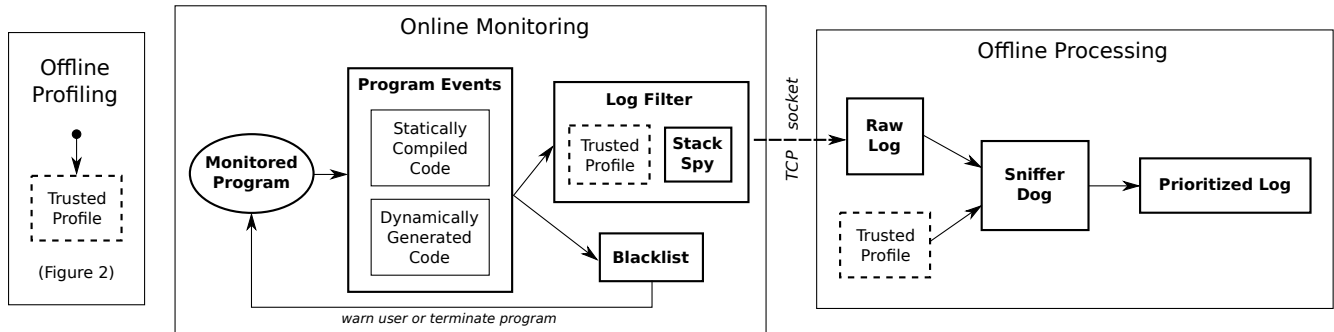 Offline
Profiling
Trusted
Profile
(Figure 2)
Online Monitoring
Monitored
Program
Program Events
Statically
Compiled
Code
Dynamically
Generated
Code
Log Filter
Trusted
Profile
Stack
Spy
Blacklist
warn user or terminate program
TCP socket
Offline Processing
Raw
Log
Trusted
Profile
Sniffer
Dog
Prioritized Log